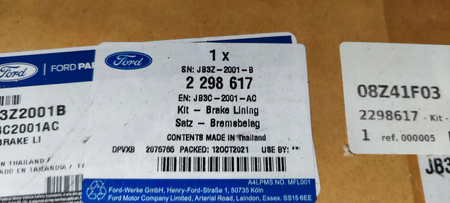 Ford
FORD PAR
3Z2001B
C2001AC
BRAKE LI
Ford
1 x
SN: JB3Z-2001-B
2 298 617
EN: JB3C-2001-AC
Kit - Brake Lining
Satz - Bremsbelag
CONTENTS MADE IN Thailand
DPVXB 2075765 PACKED: 12OCT2021 USE BY: **
A4LPMS NO. MFL001
Ford-Werke GmbH, Henry-Ford-Straße 1, 50735 Köln
Ford Motor Company Limited, Arterial Road, Laindon, Essex SS15 6EE
08Z41F03
2298617 - Kit -
1 ref. 000005
JB3